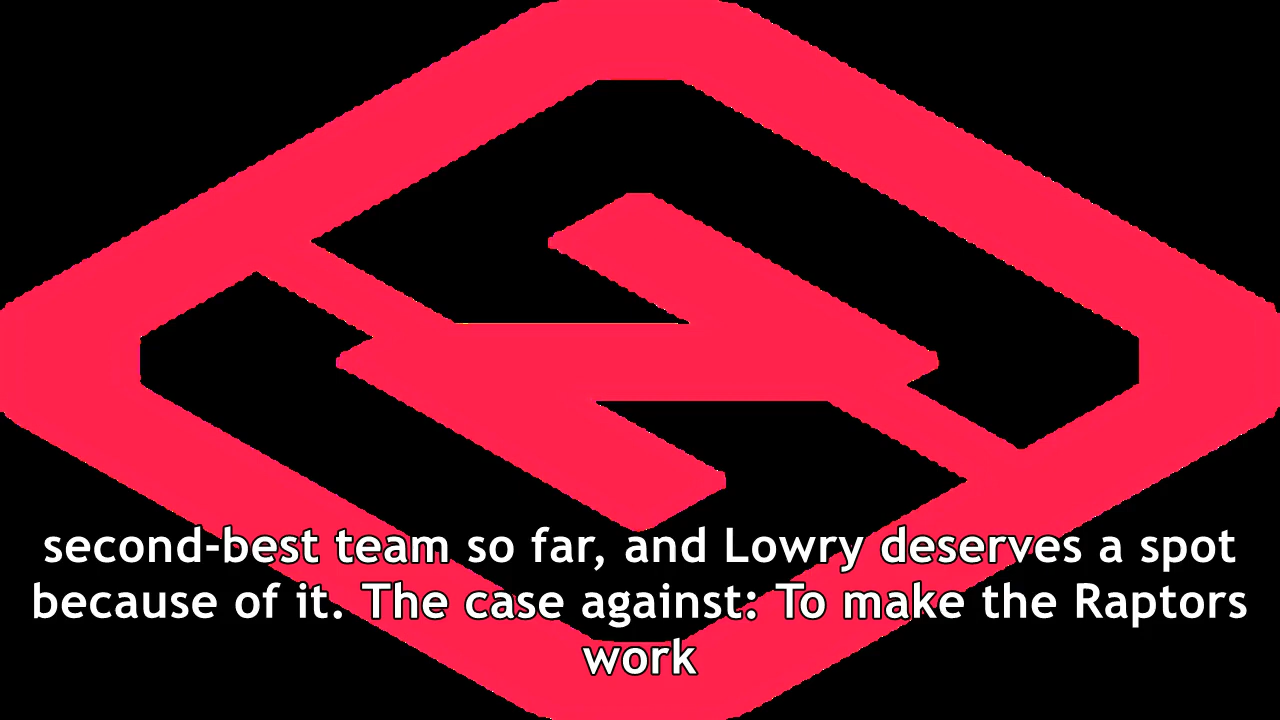 second-best team so far, and Lowry deserves a spot
because of it. The case against: To make the Raptors
work